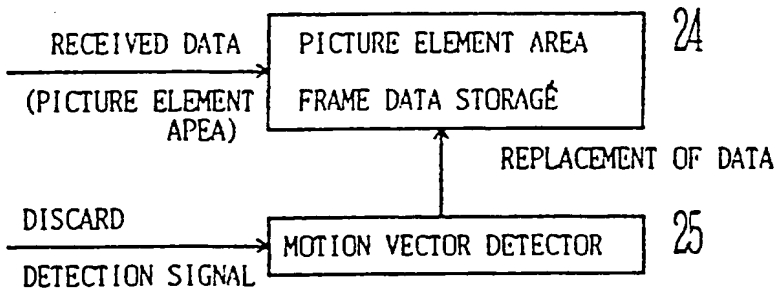 RECEIVED DATA
(PICTURE ELEMENT
APEA)
PICTURE ELEMENT AREA
FRAME DATA STORAGÉ
24
REPLACEMENT OF DATA
DISCARD
DETECTION SIGNAL
MOTION VECTOR DETECTOR
25